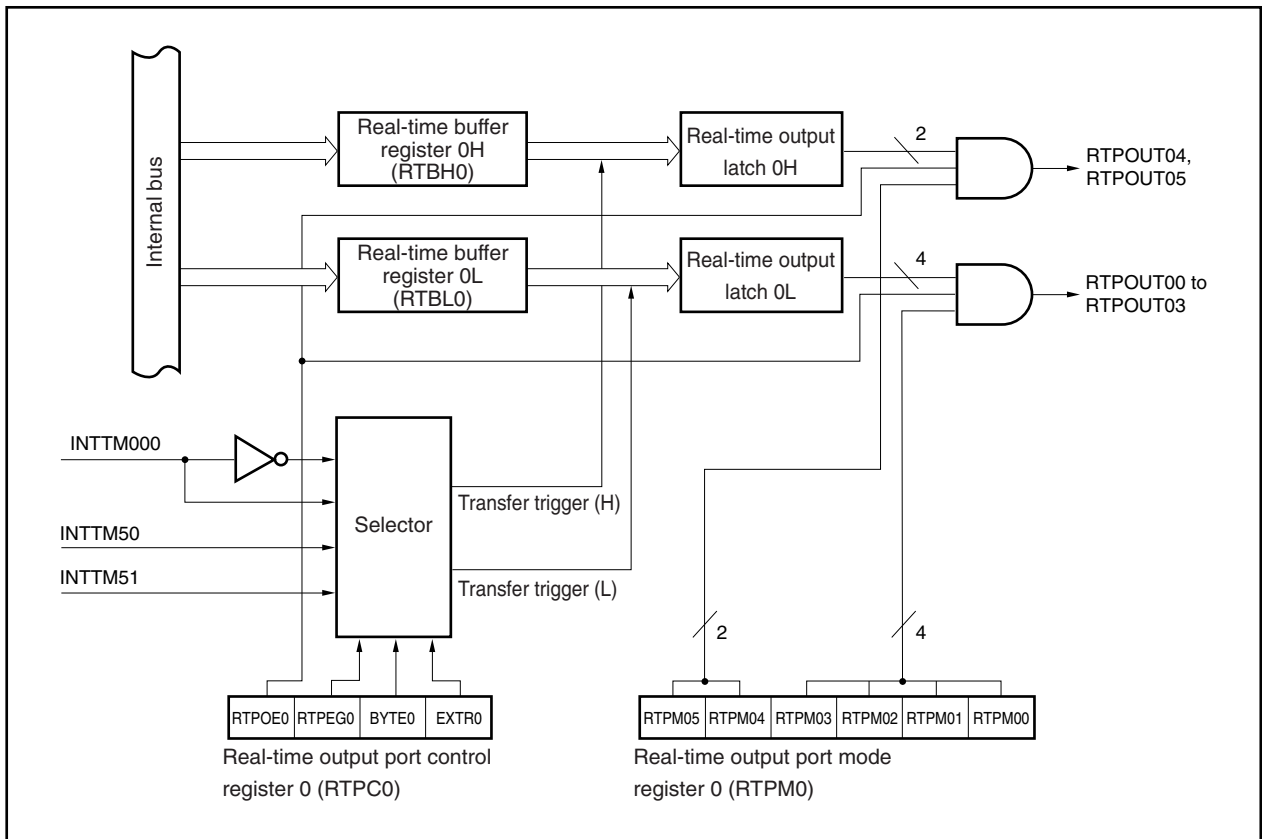 Internal bus
Real-time buffer
register 0H
(RTBH0)
Real-time output
latch 0H
2
RTPOUT04,
RTPOUT05
Real-time buffer
register 0L
(RTBL0)
Real-time output
latch 0L
4
RTPOUT00 to
RTPOUT03
INTTM000
INTTM50
INTTM51
Selector
Transfer trigger (H)
Transfer trigger (L)
2
4
RTPOE0 RTPEG0 BYTE0 EXTR0
Real-time output port control
register 0 (RTPC0)
RTPM05 RTPM04 RTPM03 RTPM02 RTPM01 RTPM00
Real-time output port mode
register 0 (RTPM0)